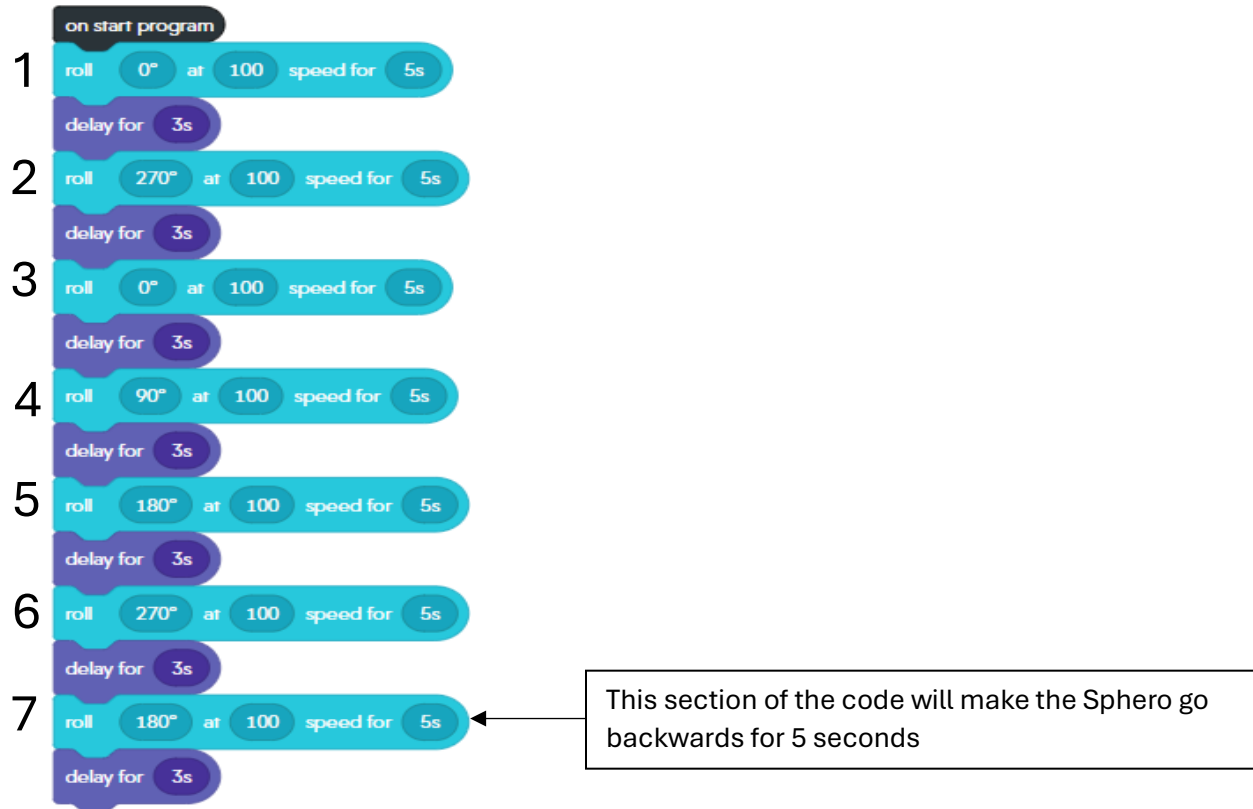 on start program
1 roll 0° at 100 speed for 5s
delay for 3s
2 roll 270° at 100 speed for 5s
delay for 3s
3 roll 0° at 100 speed for 5s
delay for 3s
4 roll 90° at 100 speed for 5s
delay for 3s
5 roll 180° at 100 speed for 5s
delay for 3s
6 roll 270° at 100 speed for 5s
delay for 3s
7 roll 180° at 100 speed for 5s
This section of the code will make the Sphero go
backwards for 5 seconds
delay for 3s